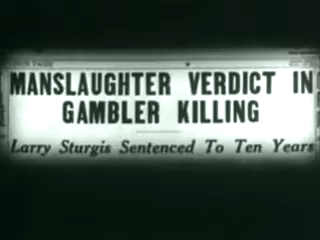 MANSLAUGHTER VERDICT IN
GAMBLER KILLING
Larry Sturgis Sentenced To Ten Years